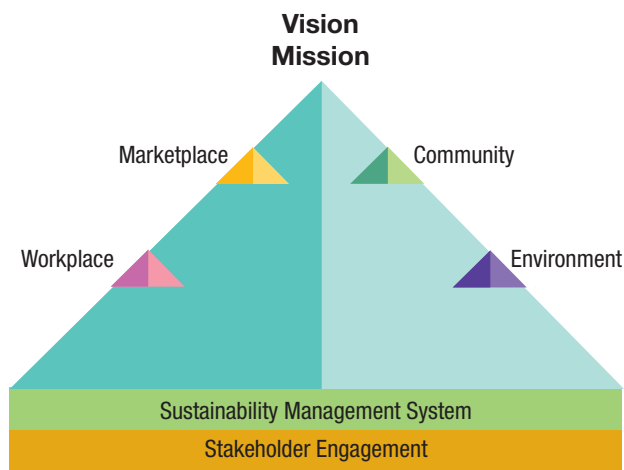 Vision
Mission
Marketplace
Community
Workplace
Environment
Sustainability Management System
Stakeholder Engagement